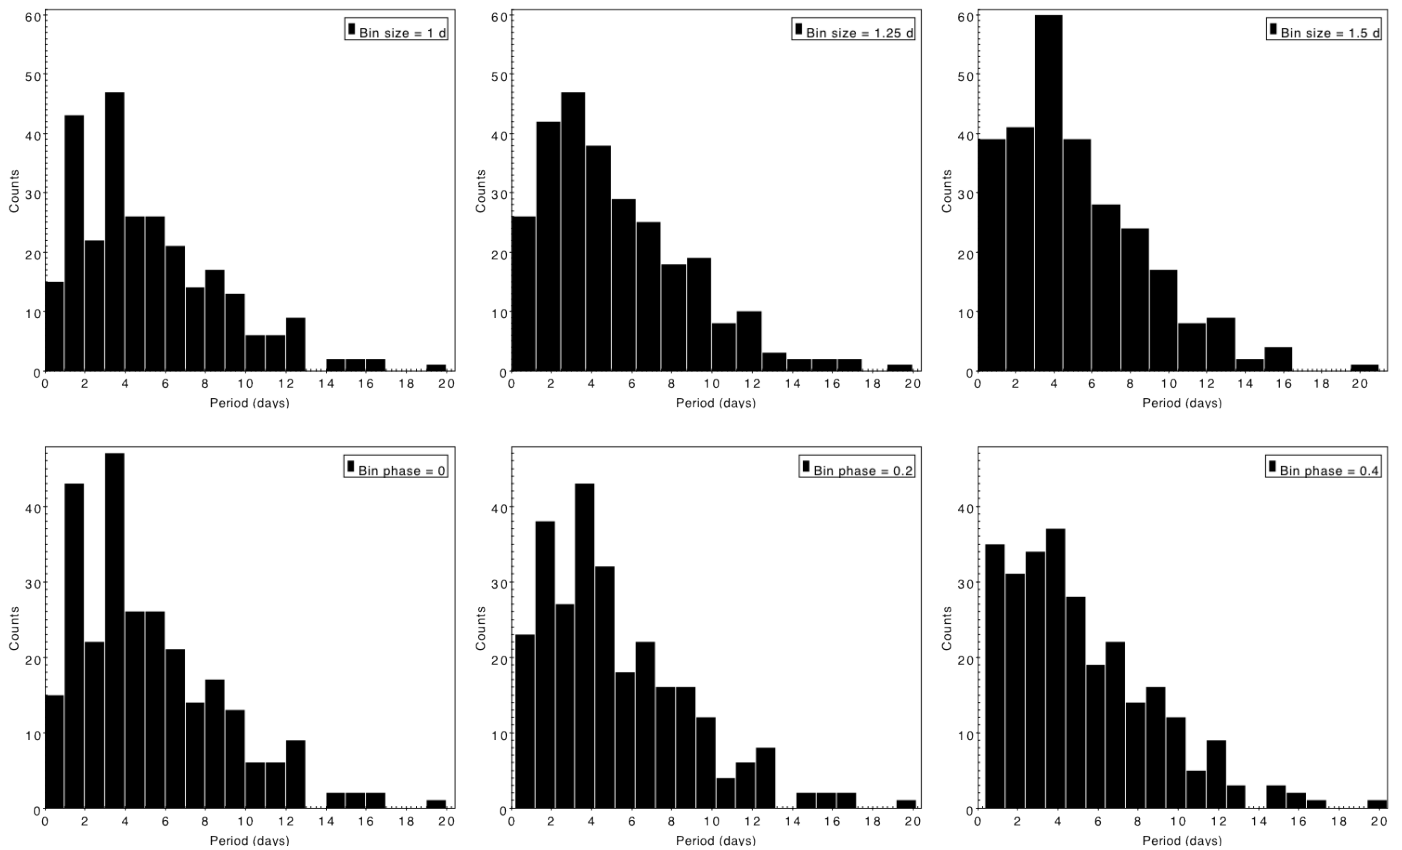 60
50
40
30
20
10
0
Counts
Bin size = 1 d
0 2 4 6 8 10 12 14 16 18 20
Period (days)
60
50
40
30
20
10
0
Counts
Bin size = 1.25 d
0 2 4 6 8 10 12 14 16 18 20
Period (days)
60
50
40
30
20
10
0
Counts
Bin size = 1.5 d
0 2 4 6 8 10 12 14 16 18 20
Period (days)
40
30
20
10
0
Counts
Bin phase = 0
0 2 4 6 8 10 12 14 16 18 20
Period (days)
40
30
20
10
0
Counts
Bin phase = 0.2
0 2 4 6 8 10 12 14 16 18 20
Period (days)
40
30
20
10
0
Counts
Bin phase = 0.4
0 2 4 6 8 10 12 14 16 18 20
Period (days)